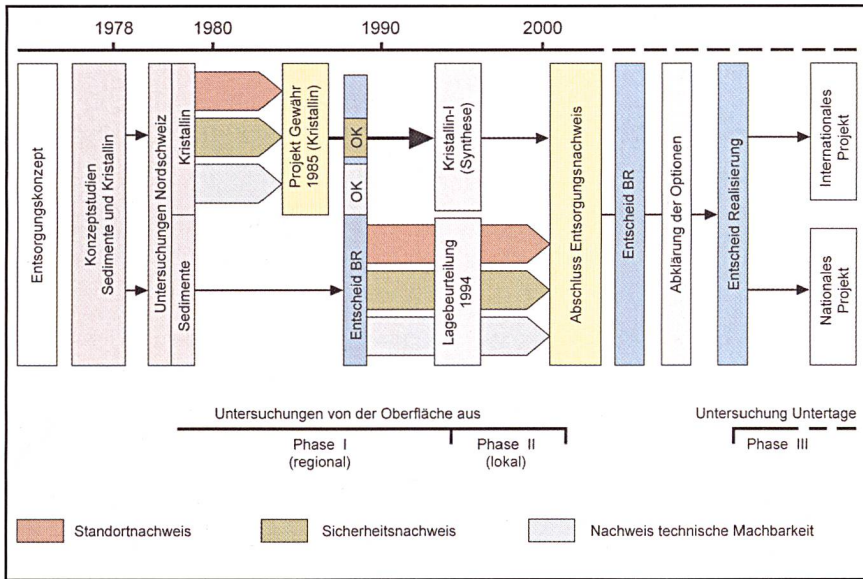 1978 1980 1990 2000
Entsorgungskonzept
Konzeptstudien
Sedimente und Kristallin
Untersuchungen Nordschweiz
Kristallin
Sedimente
Projekt Gewähr
1985 (Kristallin)
OK
OK
Entscheid BR
Kristallin-I
(Synthese)
Lagebeurteilung
1994
Abschluss Entsorgungsnachweis
Entscheid BR
Abklärung der Optionen
Entscheid Realisierung
Internationales
Projekt
Nationales
Projekt
Untersuchungen von der Oberfläche aus
Untersuchung Untertage
Phase I
(regional)
Phase II
(lokal)
Phase III
Standortnachweis
Sicherheitsnachweis
Nachweis technische Machbarkeit